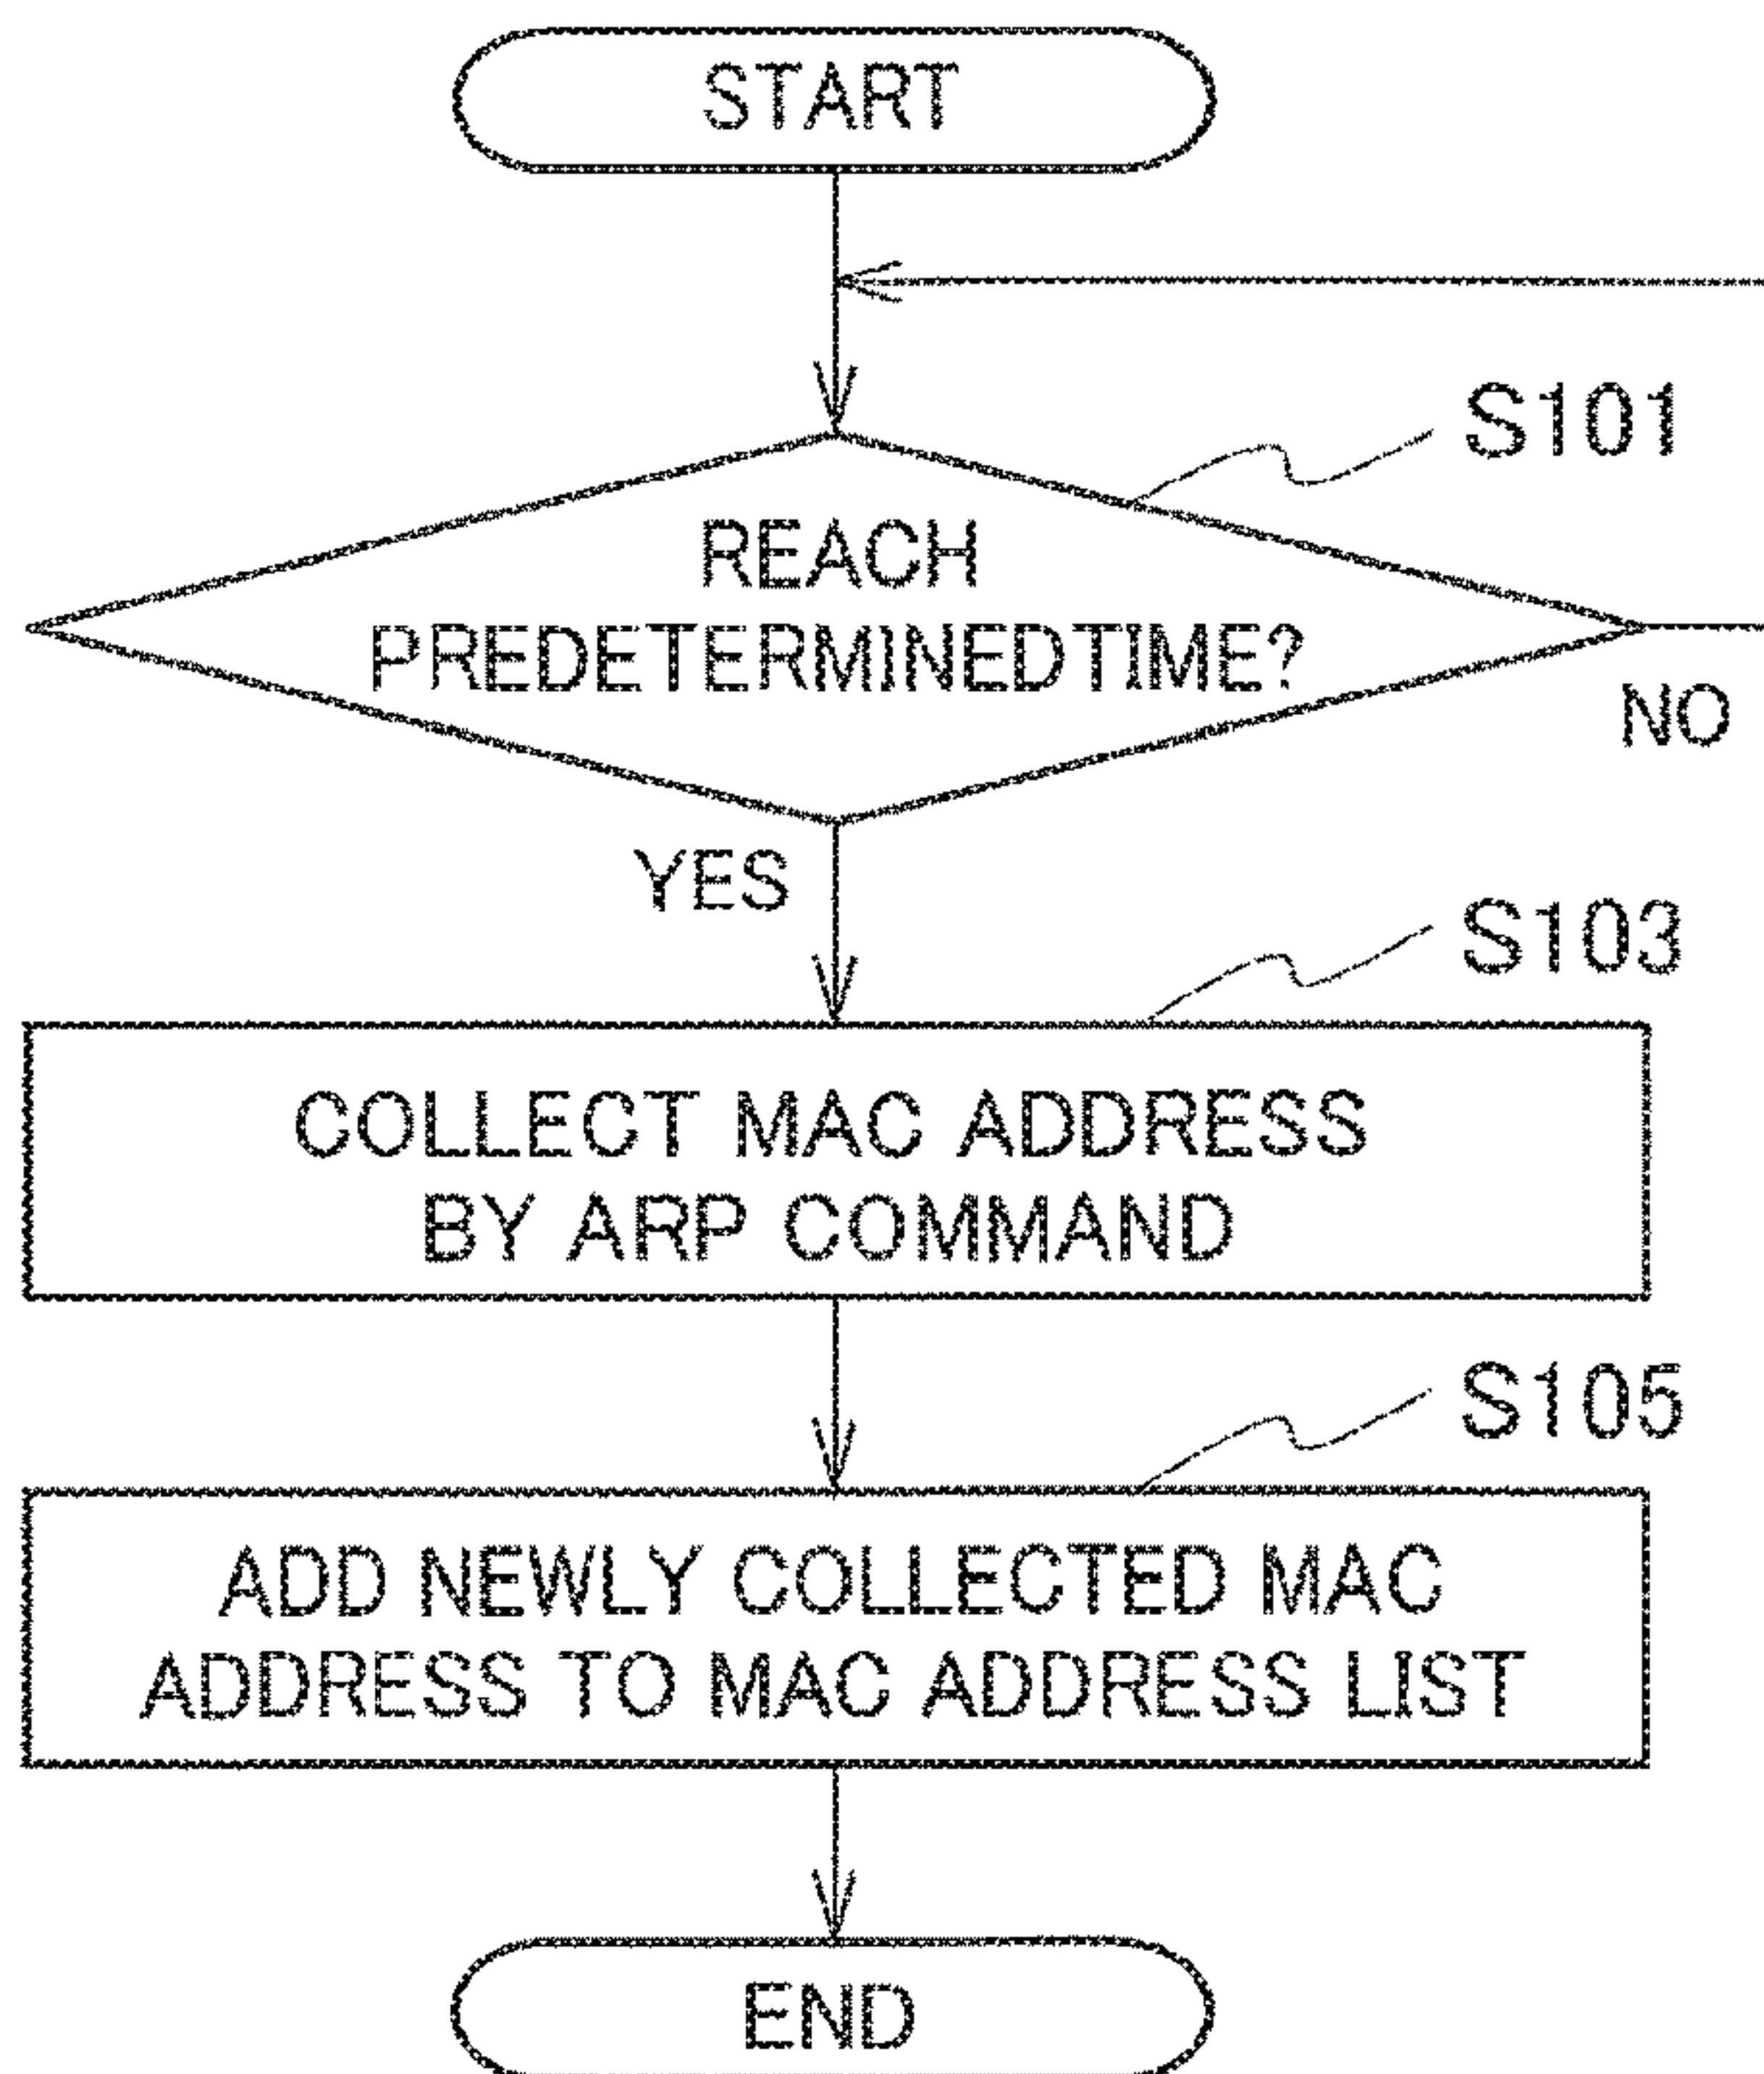 START
S101
REACH
PREDETERMINEDTIME?
NO
YES
S103
COLLECT MAC ADDRESS
BY ARP COMMAND
S105
ADD NEWLY COLLECTED MAC
ADDRESS TO MAC ADDRESS LIST
END